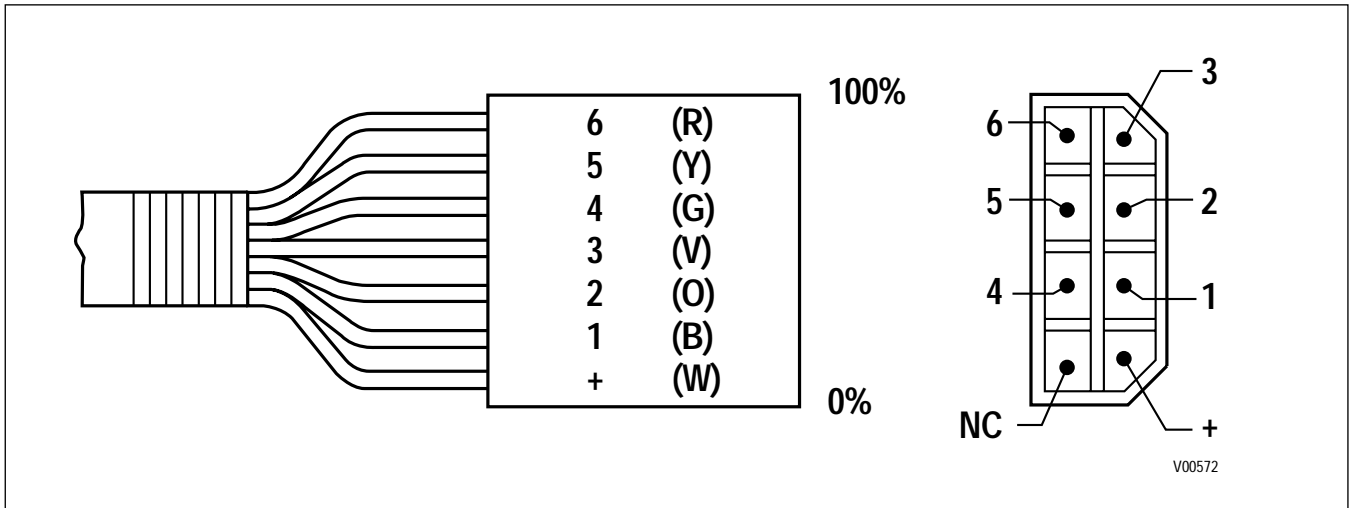 100%
6 (R)
5 (Y)
4 (G)
3 (V)
2 (O)
1 (B)
+ (W)
0%
6 3
5 2
4 1
NC +
V00572